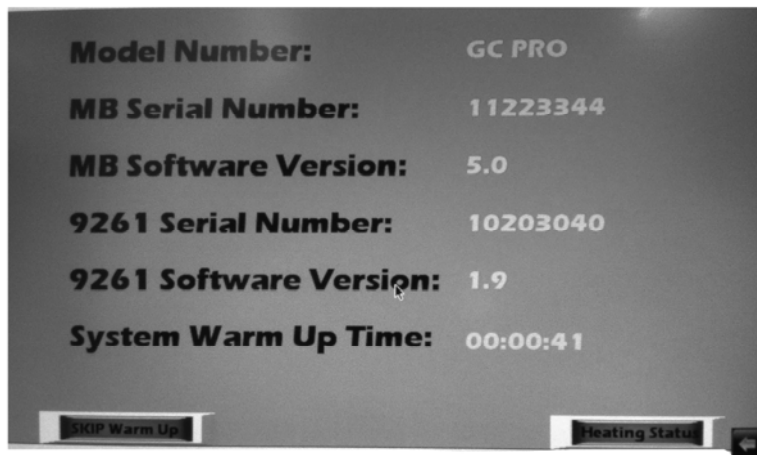 Model Number: GC PRO
MB Serial Number: 11223344
MB Software Version: 5.0
9261 Serial Number: 10203040
9261 Software Version: 1.9
System Warm Up Time: 00:00:41
SKIP Warm Up Heating Status